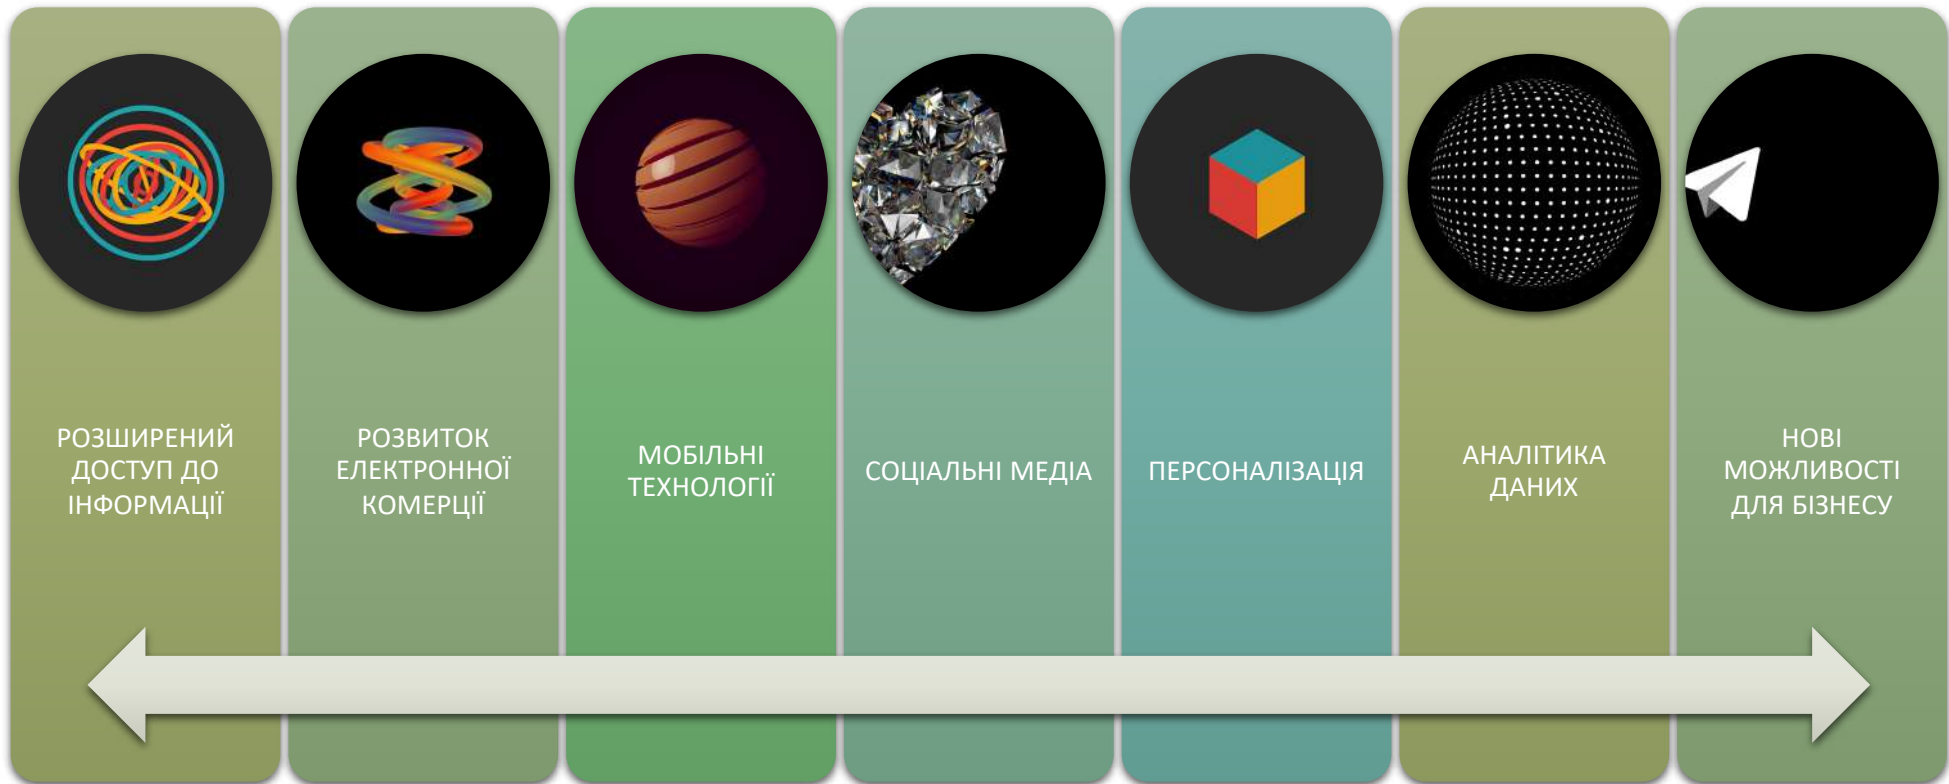 РОЗШИРЕНИЙ
ДОСТУП ДО
ІНФОРМАЦІЇ
РОЗВИТОК
ЕЛЕКТРОННОЇ
КОМЕРЦІЇ
МОБІЛЬНІ
ТЕХНОЛОГІЇ
СОЦІАЛЬНІ МЕДІА
ПЕРСОНАЛІЗАЦІЯ
АНАЛІТИКА
ДАНИХ
НОВІ
МОЖЛИВОСТІ
ДЛЯ БІЗНЕСУ